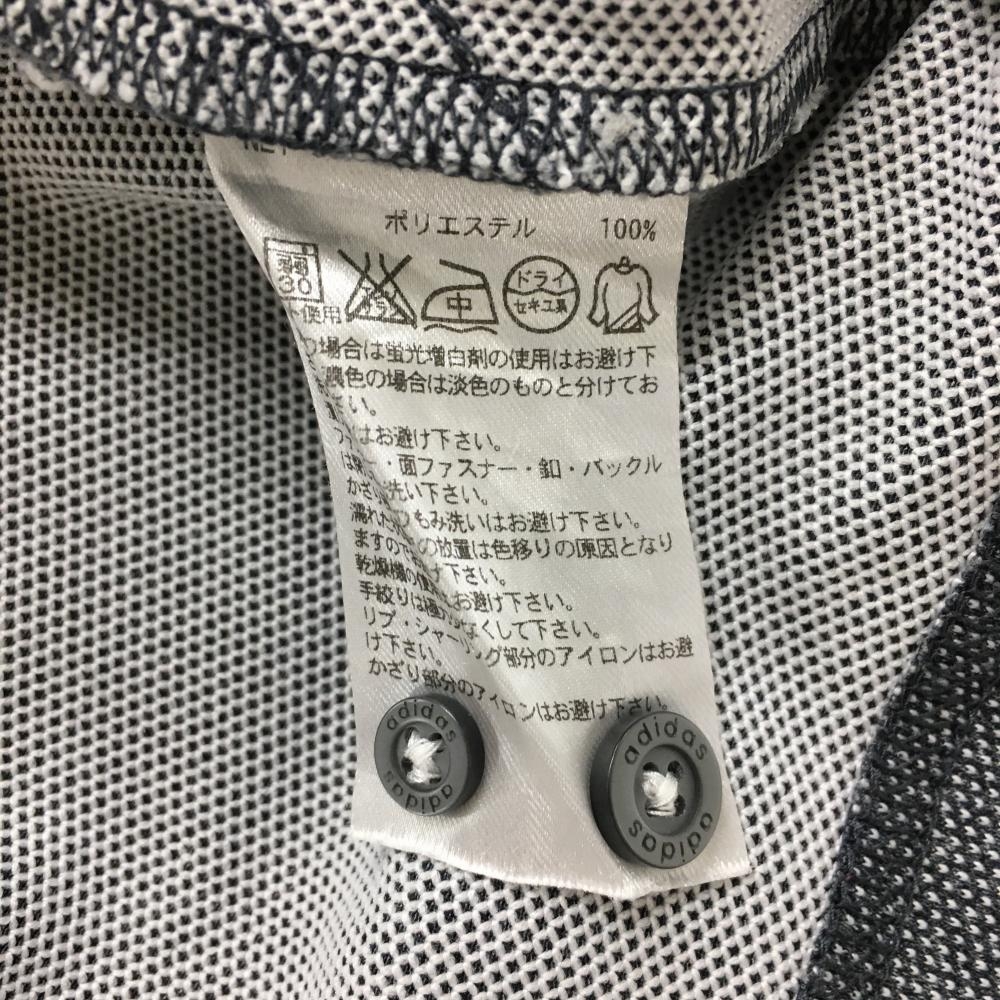 ポリエステル 100%
30
中
ドライ
セキユ系
使用
場合は蛍光増白剤の使用はお避け下
色の場合は淡色のものと分けてお
い。
はお避け下さい。
・面ファスナー・釦・バックル
洗い下さい。
もみ洗いはお避け下さい。
ますので の放置は色移りの原因となり
乾燥機の使 け下さい。
手絞りは お避け下さい。
なくして下さい。
リブ・シャーリング部分のアイロンはお避
け下さい。
かざり部分のアイロンはお避け下さい。
adidas
adidas
adidas
adidas